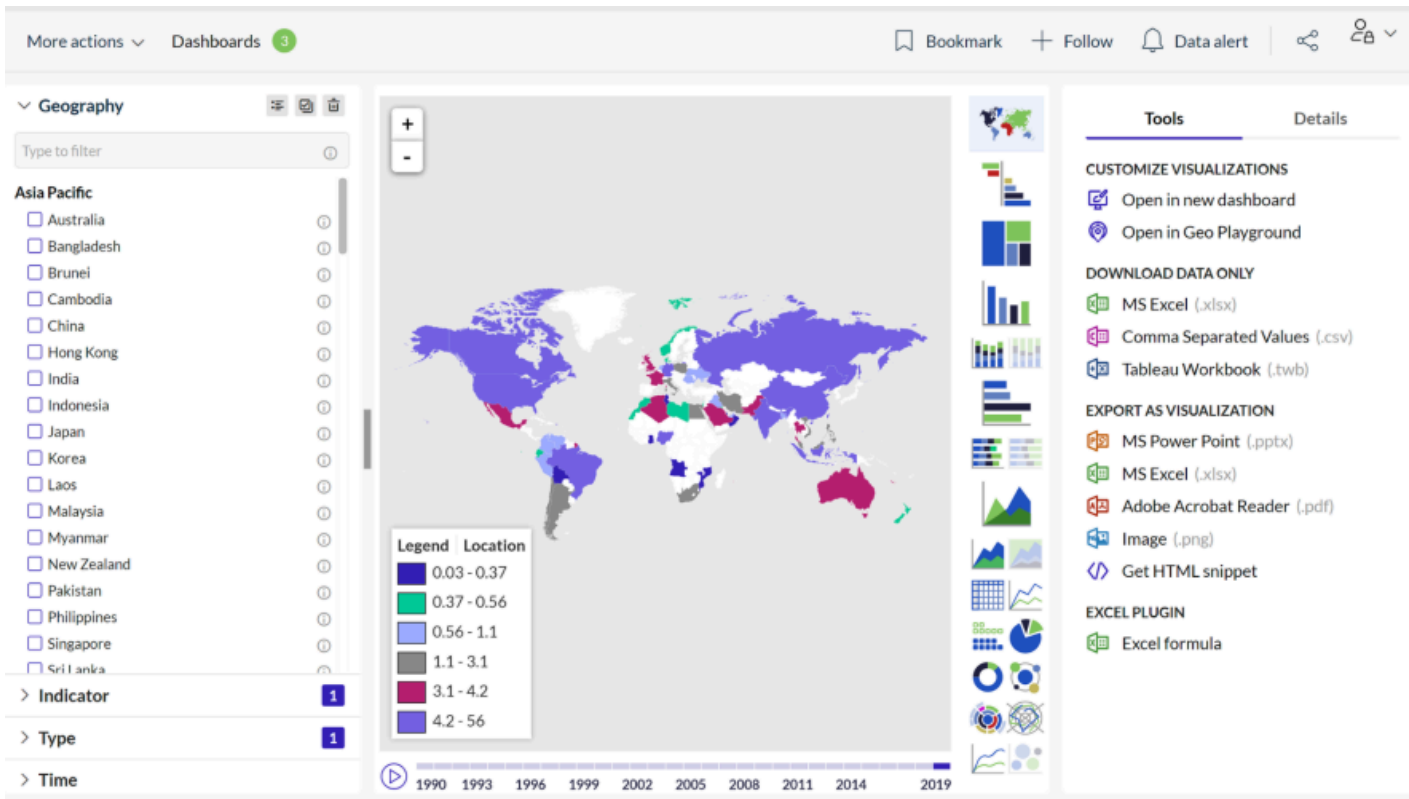 More actions Dashboards 3 Bookmark Follow Data alert
Geography
Type to filter
Asia Pacific
Australia
Bangladesh
Brunei
Cambodia
China
Hong Kong
India
Indonesia
Japan
Korea
Laos
Malaysia
Myanmar
New Zealand
Pakistan
Philippines
Singapore
Sri Lanka
Indicator 1
Type 1
Time
+
-
Legend Location
0.03 - 0.37
0.37 - 0.56
0.56 - 1.1
1.1 - 3.1
3.1 - 4.2
4.2 - 56
1990 1993 1996 1999 2002 2005 2008 2011 2014 2019
Tools Details
CUSTOMIZE VISUALIZATIONS
Open in new dashboard
Open in Geo Playground
DOWNLOAD DATA ONLY
MS Excel (.xlsx)
Comma Separated Values (.csv)
Tableau Workbook (.twb)
EXPORT AS VISUALIZATION
MS Power Point (.pptx)
MS Excel (.xlsx)
Adobe Acrobat Reader (.pdf)
Image (.png)
Get HTML snippet
EXCEL PLUGIN
Excel formula